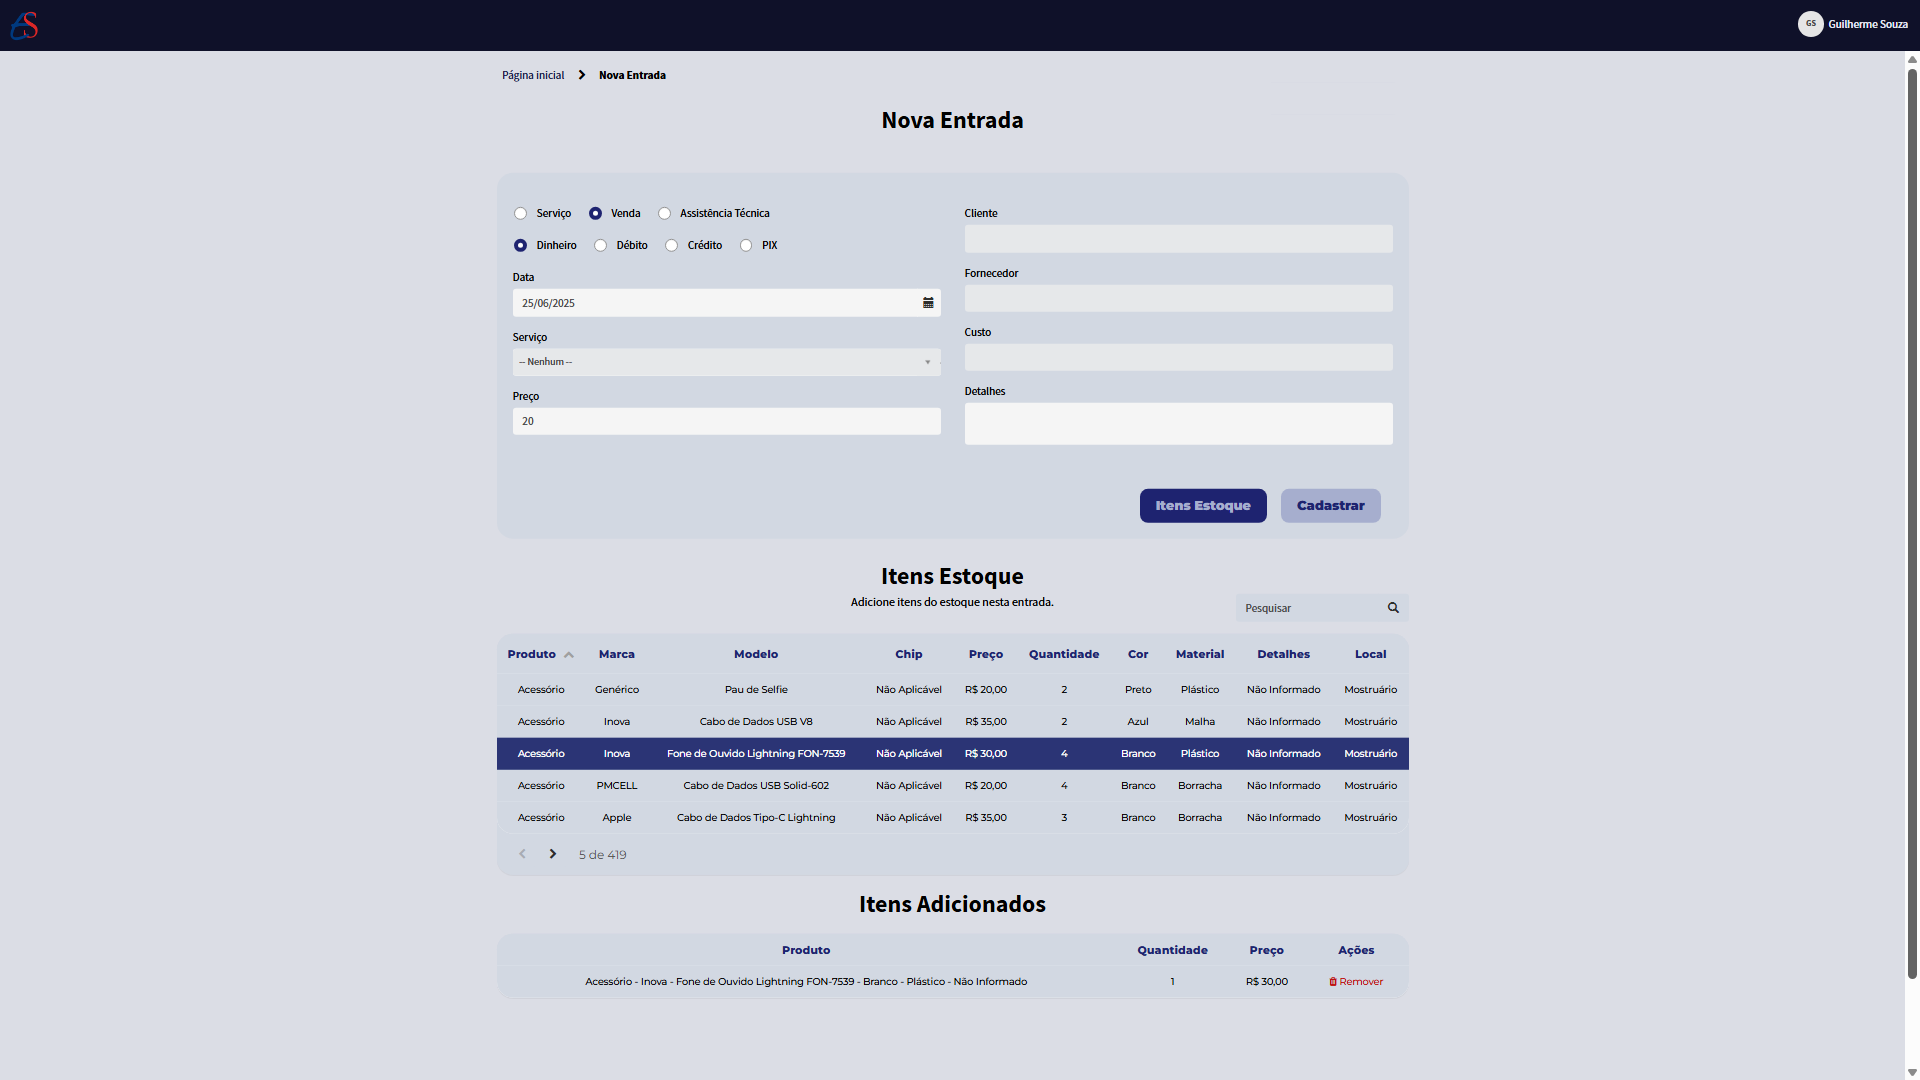 GS Guilherme Souza
Página inicial Nova Entrada
Nova Entrada
Serviço Venda Assistência Técnica
Dinheiro Débito Crédito PIX
Data
25/06/2025
Serviço
-- Nenhum --
Preço
20
Cliente
Fornecedor
Custo
Detalhes
Itens Estoque Cadastrar
Itens Estoque
Adicione itens do estoque nesta entrada.
Pesquisar
Produto Marca Modelo Chip Preço Quantidade Cor Material Detalhes Local
Acessório Genérico Pau de Selfie Não Aplicável R$ 20,00 2 Preto Plástico Não Informado Mostruário
Acessório Inova Cabo de Dados USB V8 Não Aplicável R$ 35,00 2 Azul Malha Não Informado Mostruário
Acessório Inova Fone de Ouvido Lightning FON-7539 Não Aplicável R$ 30,00 4 Branco Plástico Não Informado Mostruário
Acessório PMCELL Cabo de Dados USB Solid-602 Não Aplicável R$ 20,00 4 Branco Borracha Não Informado Mostruário
Acessório Apple Cabo de Dados Tipo-C Lightning Não Aplicável R$ 35,00 3 Branco Borracha Não Informado Mostruário
5 de 419
Itens Adicionados
Produto Quantidade Preço Ações
Acessório - Inova - Fone de Ouvido Lightning FON-7539 - Branco - Plástico - Não Informado 1 R$ 30,00 Remover